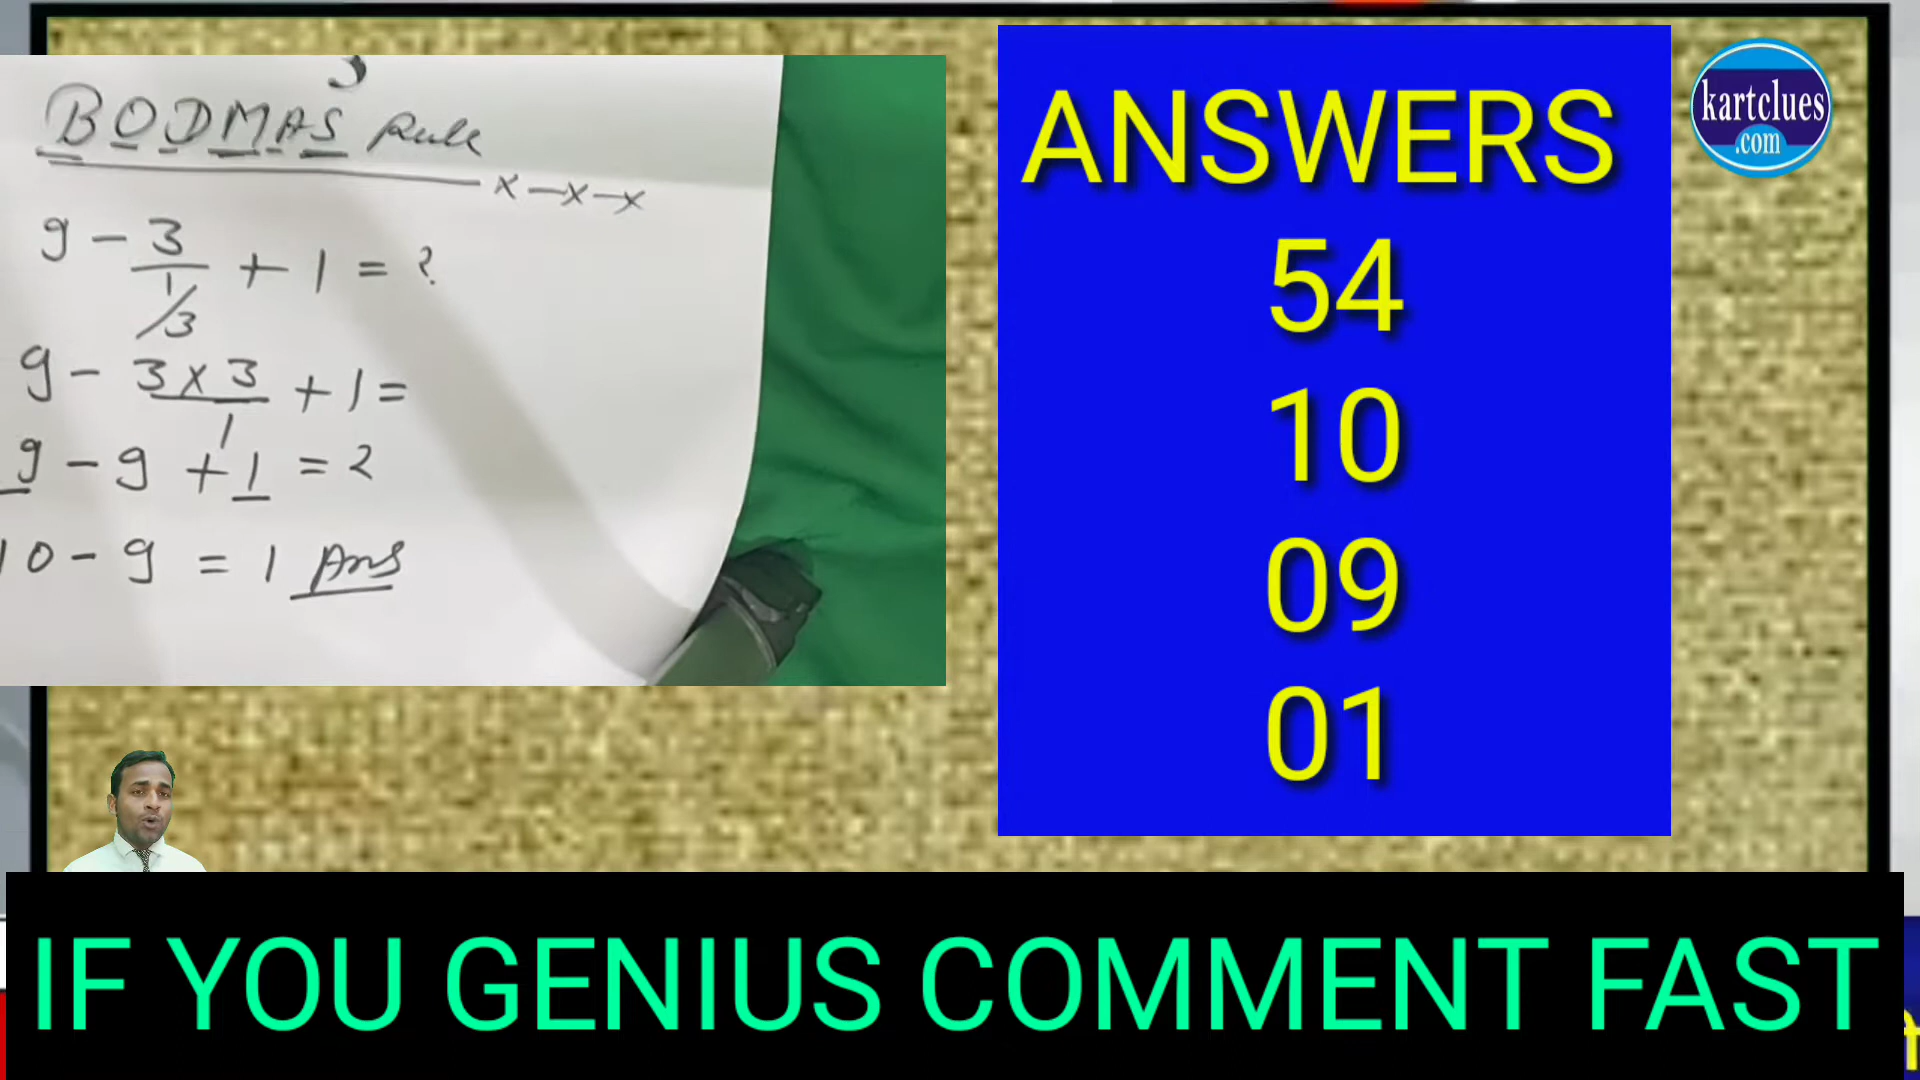 BODMAS Rule
x-x-x
9 - 3
1/3 + 1 = ?
9 - 3 x 3
1 + 1 =
9 - 9 + 1 = 2
10 - 9 = 1 Ans
ANSWERS
54
10
09
01
kartclues
.com
IF YOU GENIUS COMMENT FAST